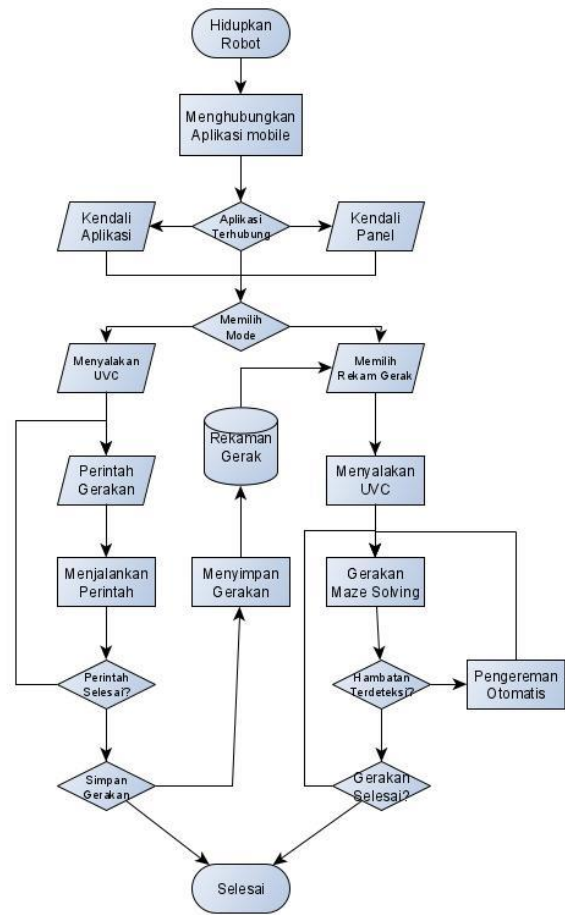 Hidupkan
Robot
Menghubungkan
Aplikasi mobile
Kendali
Aplikasi
Aplikasi
Terhubung
Kendali
Panel
Memilih
Mode
Menyalakan
UVC
Memilih
Rekam Gerak
Rekaman
Gerak
Perintah
Gerakan
Menyalakan
UVC
Menjalankan
Perintah
Menyimpan
Gerakan
Gerakan
Maze Solving
Perintah
Selesai?
Hambatan
Terdeteksi?
Pengereman
Otomatis
Simpan
Gerakan
Gerakan
Selesai?
Selesai